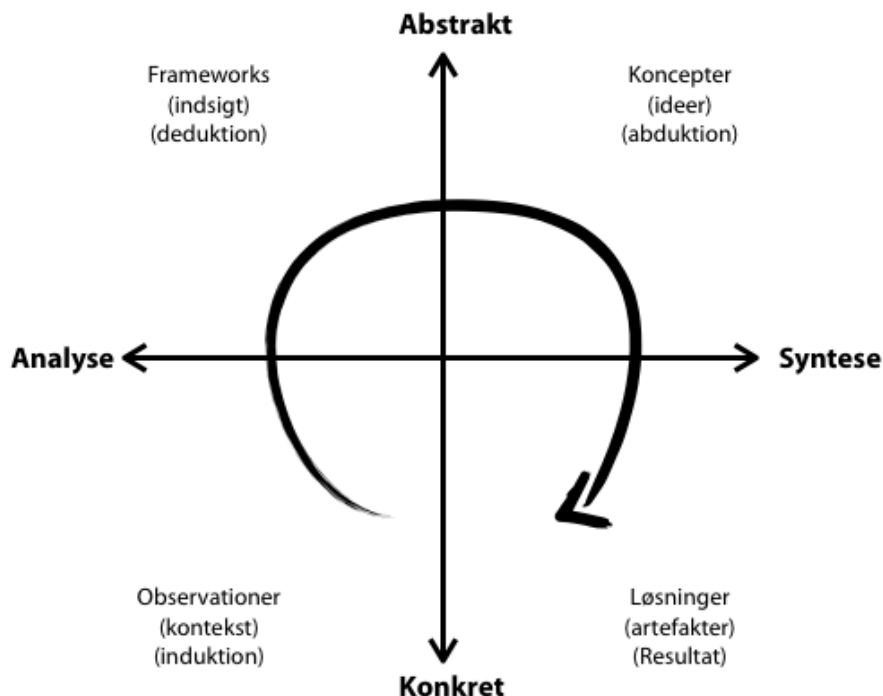 Abstrakt
Frameworks
(indsigt)
(deduktion)
Koncepter
(ideer)
(abduktion)
Analyse
Syntese
Observationer
(kontekst)
(induktion)
Løsninger
(artefakter)
(Resultat)
Konkret